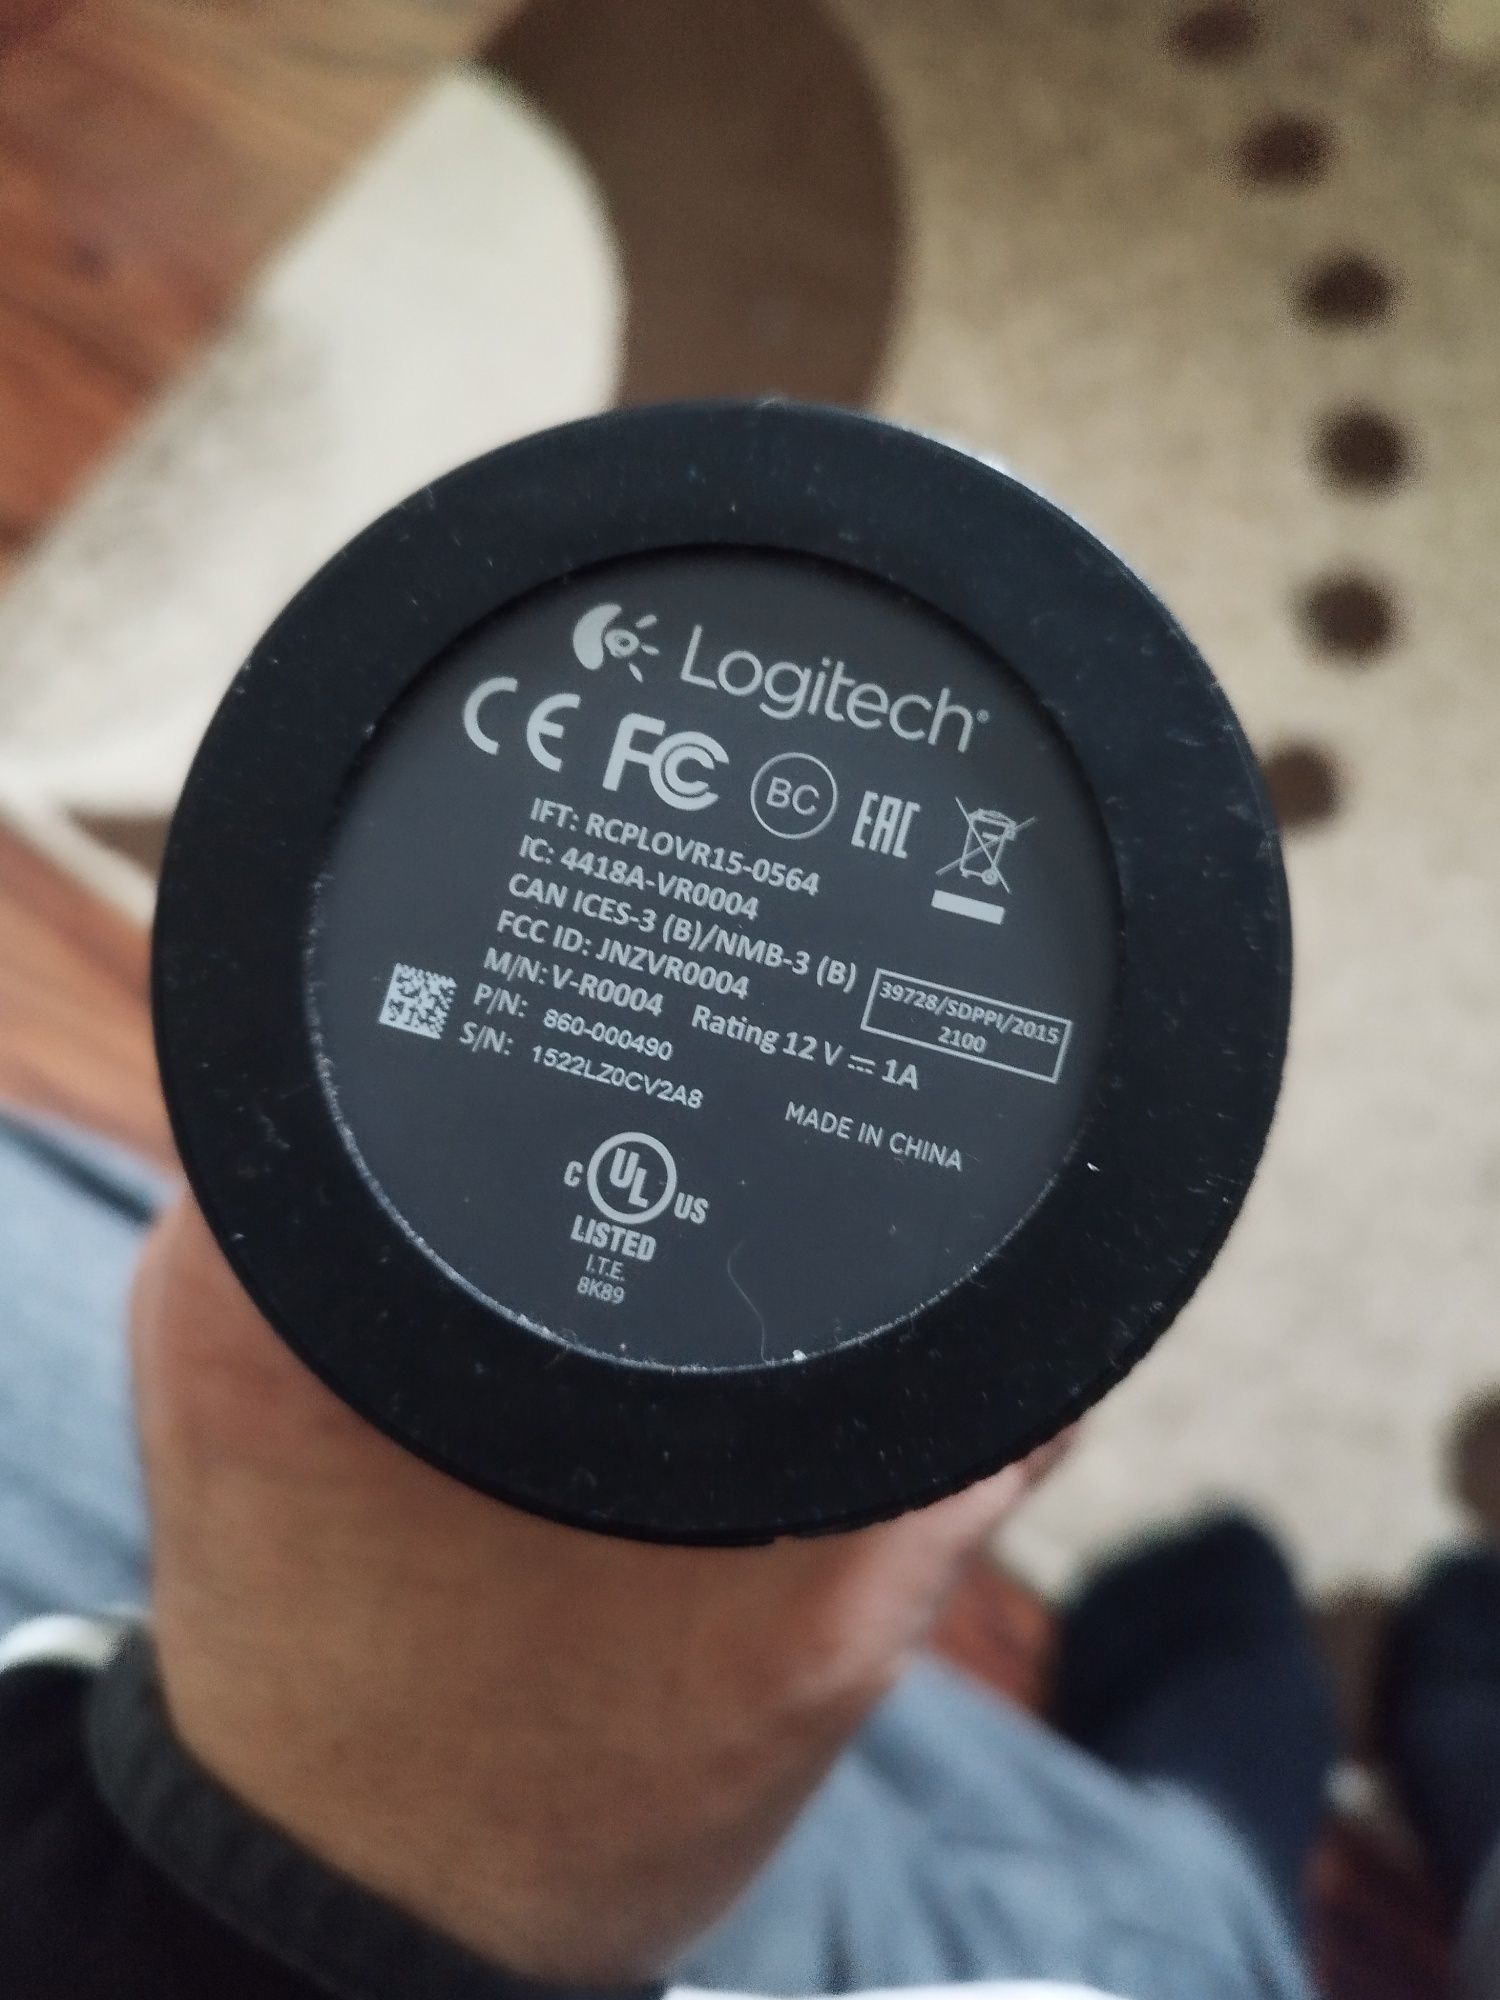 Logitech
CE FC BC EAC
IFT: RCPLOVR15-0564
IC: 4418A-VR0004
CAN ICES-3 (B)/NMB-3 (B)
FCC ID: JNZVR0004
39728/SDPPI/2015
2100
M/N: V-R0004 Rating 12 V ⎓ 1A
P/N: 860-000490
S/N: 1522LZ0CV2A8
MADE IN CHINA
C UL US
LISTED
I.T.E.
8K89